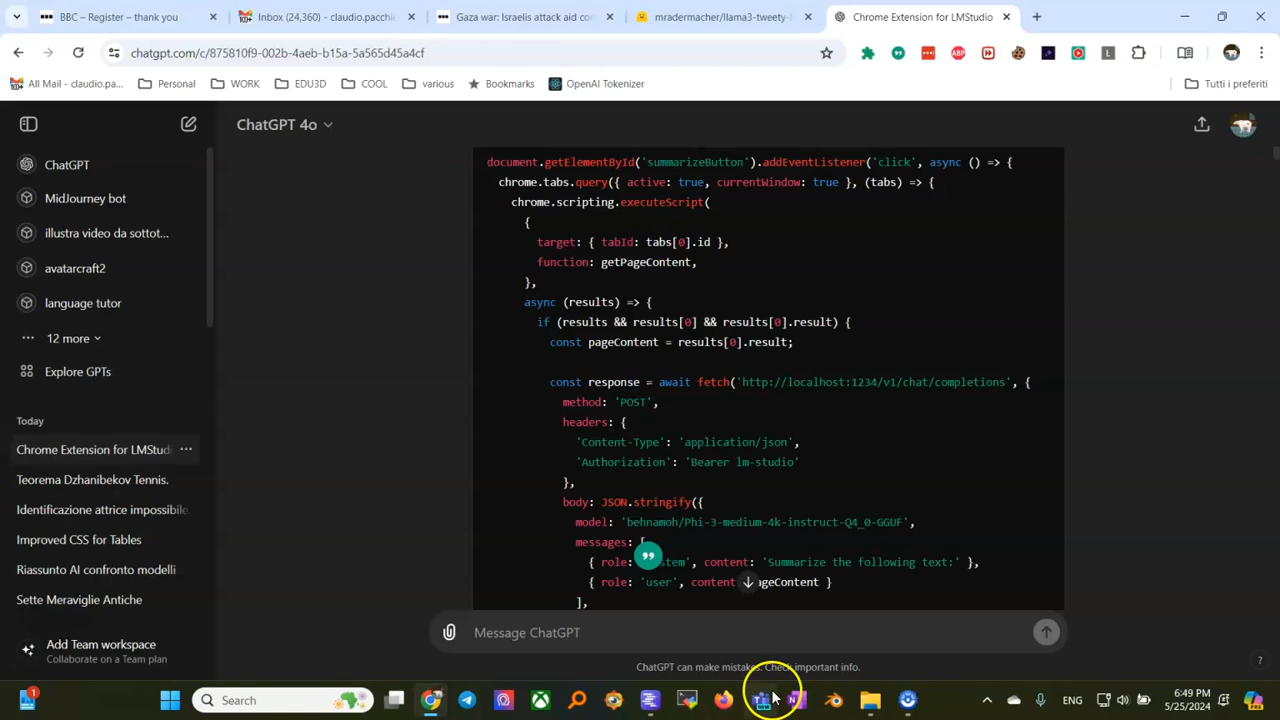 BBC – Register – thank you
Inbox (24,360) - claudio.pacchie
Gaza war: Israelis attack aid con
mradermacher/llama3-tweety-l
Chrome Extension for LMStudio
chatgpt.com/c/875810f9-002b-4aeb-b15a-5a565d45a4cf
All Mail - claudio.pa...
Personal
WORK
EDU3D
COOL
various
Bookmarks
OpenAI Tokenizer
Tutti i preferiti
ChatGPT 4o
ChatGPT
MidJourney bot
illustra video da sottot...
avatarcraft2
language tutor
12 more
Explore GPTs
Today
Chrome Extension for LMStudi
Teorema Dzhanibekov Tennis.
Identificazione attrice impossibile.
Improved CSS for Tables
Riassunto AI confronto modelli
Sette Meraviglie Antiche
Add Team workspace
Collaborate on a Team plan
document.getElementById('summarizeButton').addEventListener('click', async () => {
chrome.tabs.query({ active: true, currentWindow: true }, (tabs) => {
chrome.scripting.executeScript(
{
target: { tabId: tabs[0].id },
function: getPageContent,
},
async (results) => {
if (results && results[0] && results[0].result) {
const pageContent = results[0].result;
const response = await fetch('http://localhost:1234/v1/chat/completions', {
method: 'POST',
headers: {
'Content-Type': 'application/json',
'Authorization': 'Bearer lm-studio'
},
body: JSON.stringify({
model: 'behnamoh/Phi-3-medium-4k-instruct-Q4_0-GGUF',
messages: [
{ role: stem', content: 'Summarize the following text:' },
{ role: 'user', content ageContent }
],
Message ChatGPT
ChatGPT can make mistakes. Check important info.
?
Search
ENG
6:49 PM
5/25/2024